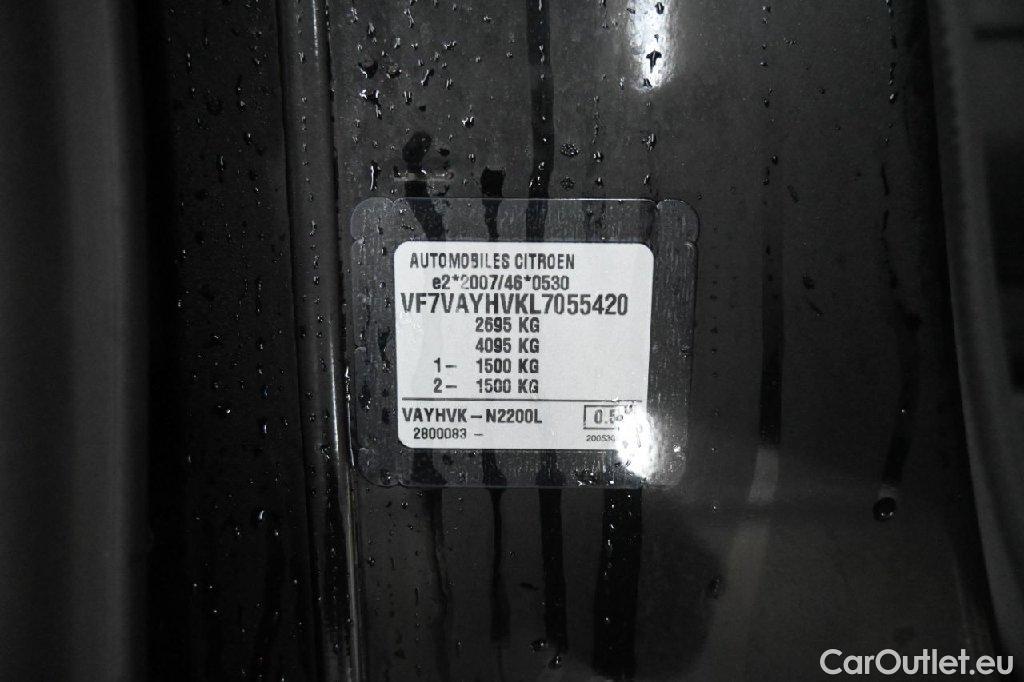 AUTOMOBILES CITROEN
e2*2007/46*0530
VF7VAYHVKL7055420
2695 KG
4095 KG
1- 1500 KG
2- 1500 KG
VAYHVK-N2200L
2800083 -
CarOutlet.eu